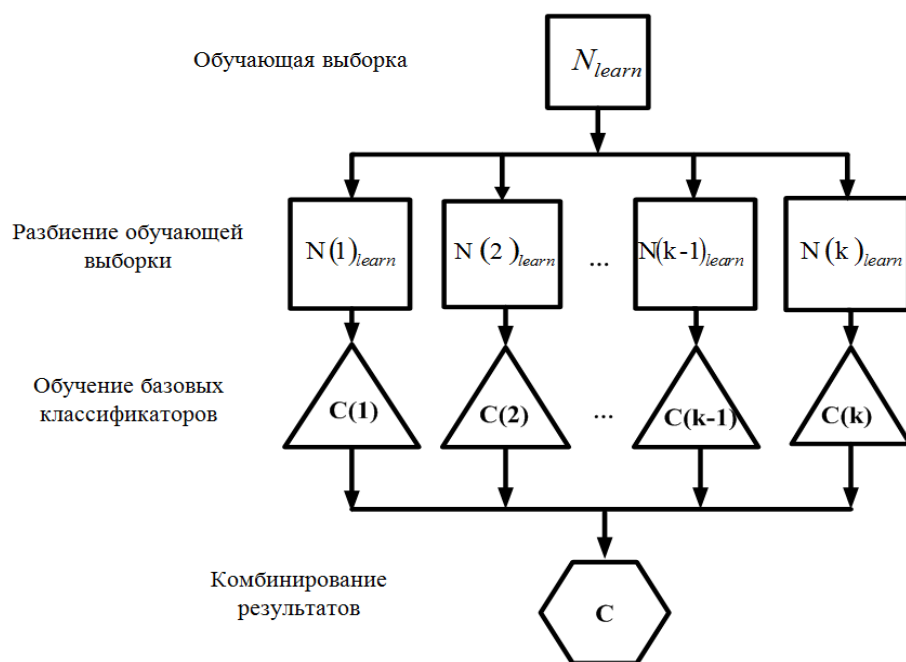 Обучающая выборка
N_learn
Разбиение обучающей
выборки
N(1)_learn
N(2)_learn
...
N(k-1)_learn
N(k)_learn
Обучение базовых
классификаторов
C(1)
C(2)
...
C(k-1)
C(k)
Комбинирование
результатов
C